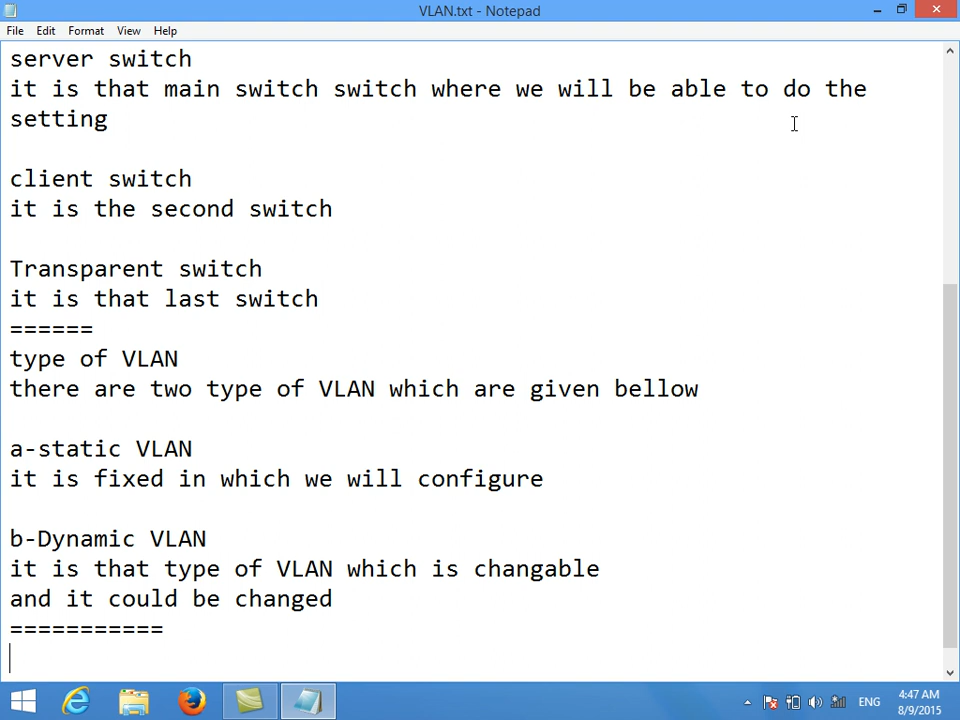 VLAN.txt - Notepad
File Edit Format View Help
server switch
it is that main switch switch where we will be able to do the
setting
client switch
it is the second switch
Transparent switch
it is that last switch
======
type of VLAN
there are two type of VLAN which are given bellow
a-static VLAN
it is fixed in which we will configure
b-Dynamic VLAN
it is that type of VLAN which is changable
and it could be changed
===========
ENG
4:47 AM
8/9/2015